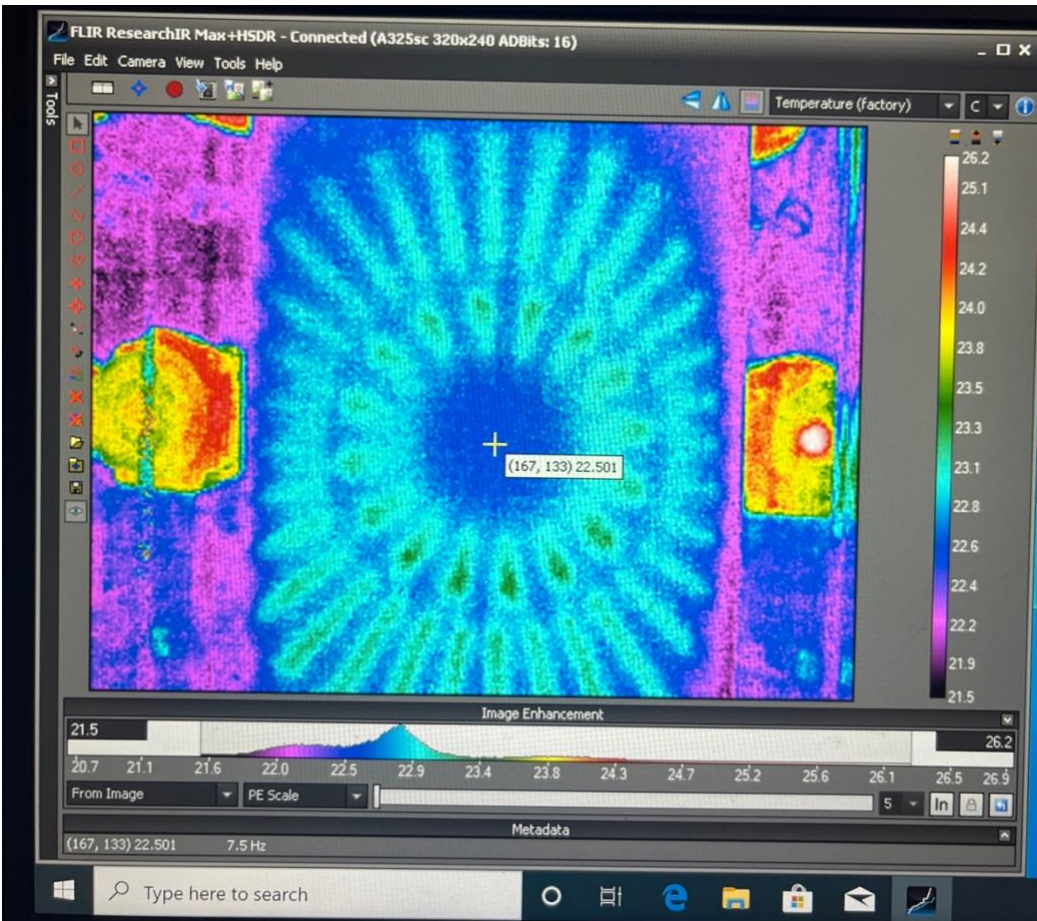 FLIR ResearchIR Max+HSDR - Connected (A325sc 320x240 ADBits: 16)
File Edit Camera View Tools Help
Tools
Temperature (factory) C
26.2
25.1
24.4
24.2
24.0
23.8
23.5
23.3
23.1
22.8
22.6
22.4
22.2
21.9
21.5
(167, 133) 22.501
Image Enhancement
21.5 26.2
20.7 21.1 21.6 22.0 22.5 22.9 23.4 23.8 24.3 24.7 25.2 25.6 26.1 26.5 26.9
From Image PE Scale 5 In
Metadata
(167, 133) 22.501 7.5 Hz
Type here to search